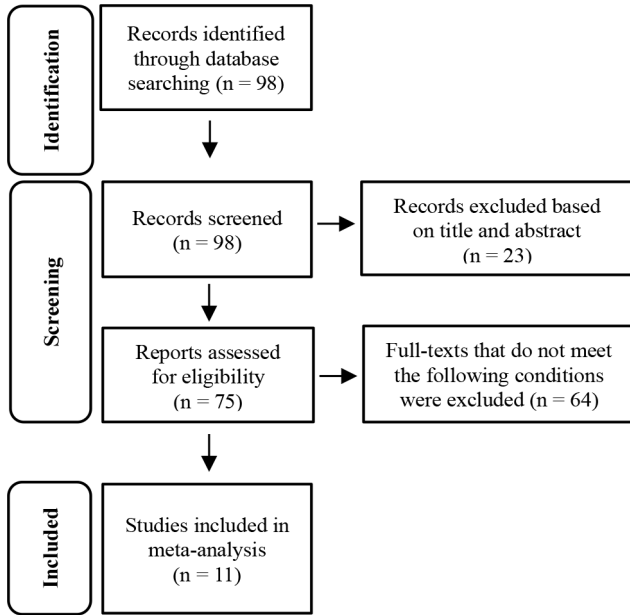 Identification
Records identified
through database
searching (n = 98)
Screening
Records screened
(n = 98)
Records excluded based
on title and abstract
(n = 23)
Reports assessed
for eligibility
(n = 75)
Full-texts that do not meet
the following conditions
were excluded (n = 64)
Included
Studies included in
meta-analysis
(n = 11)